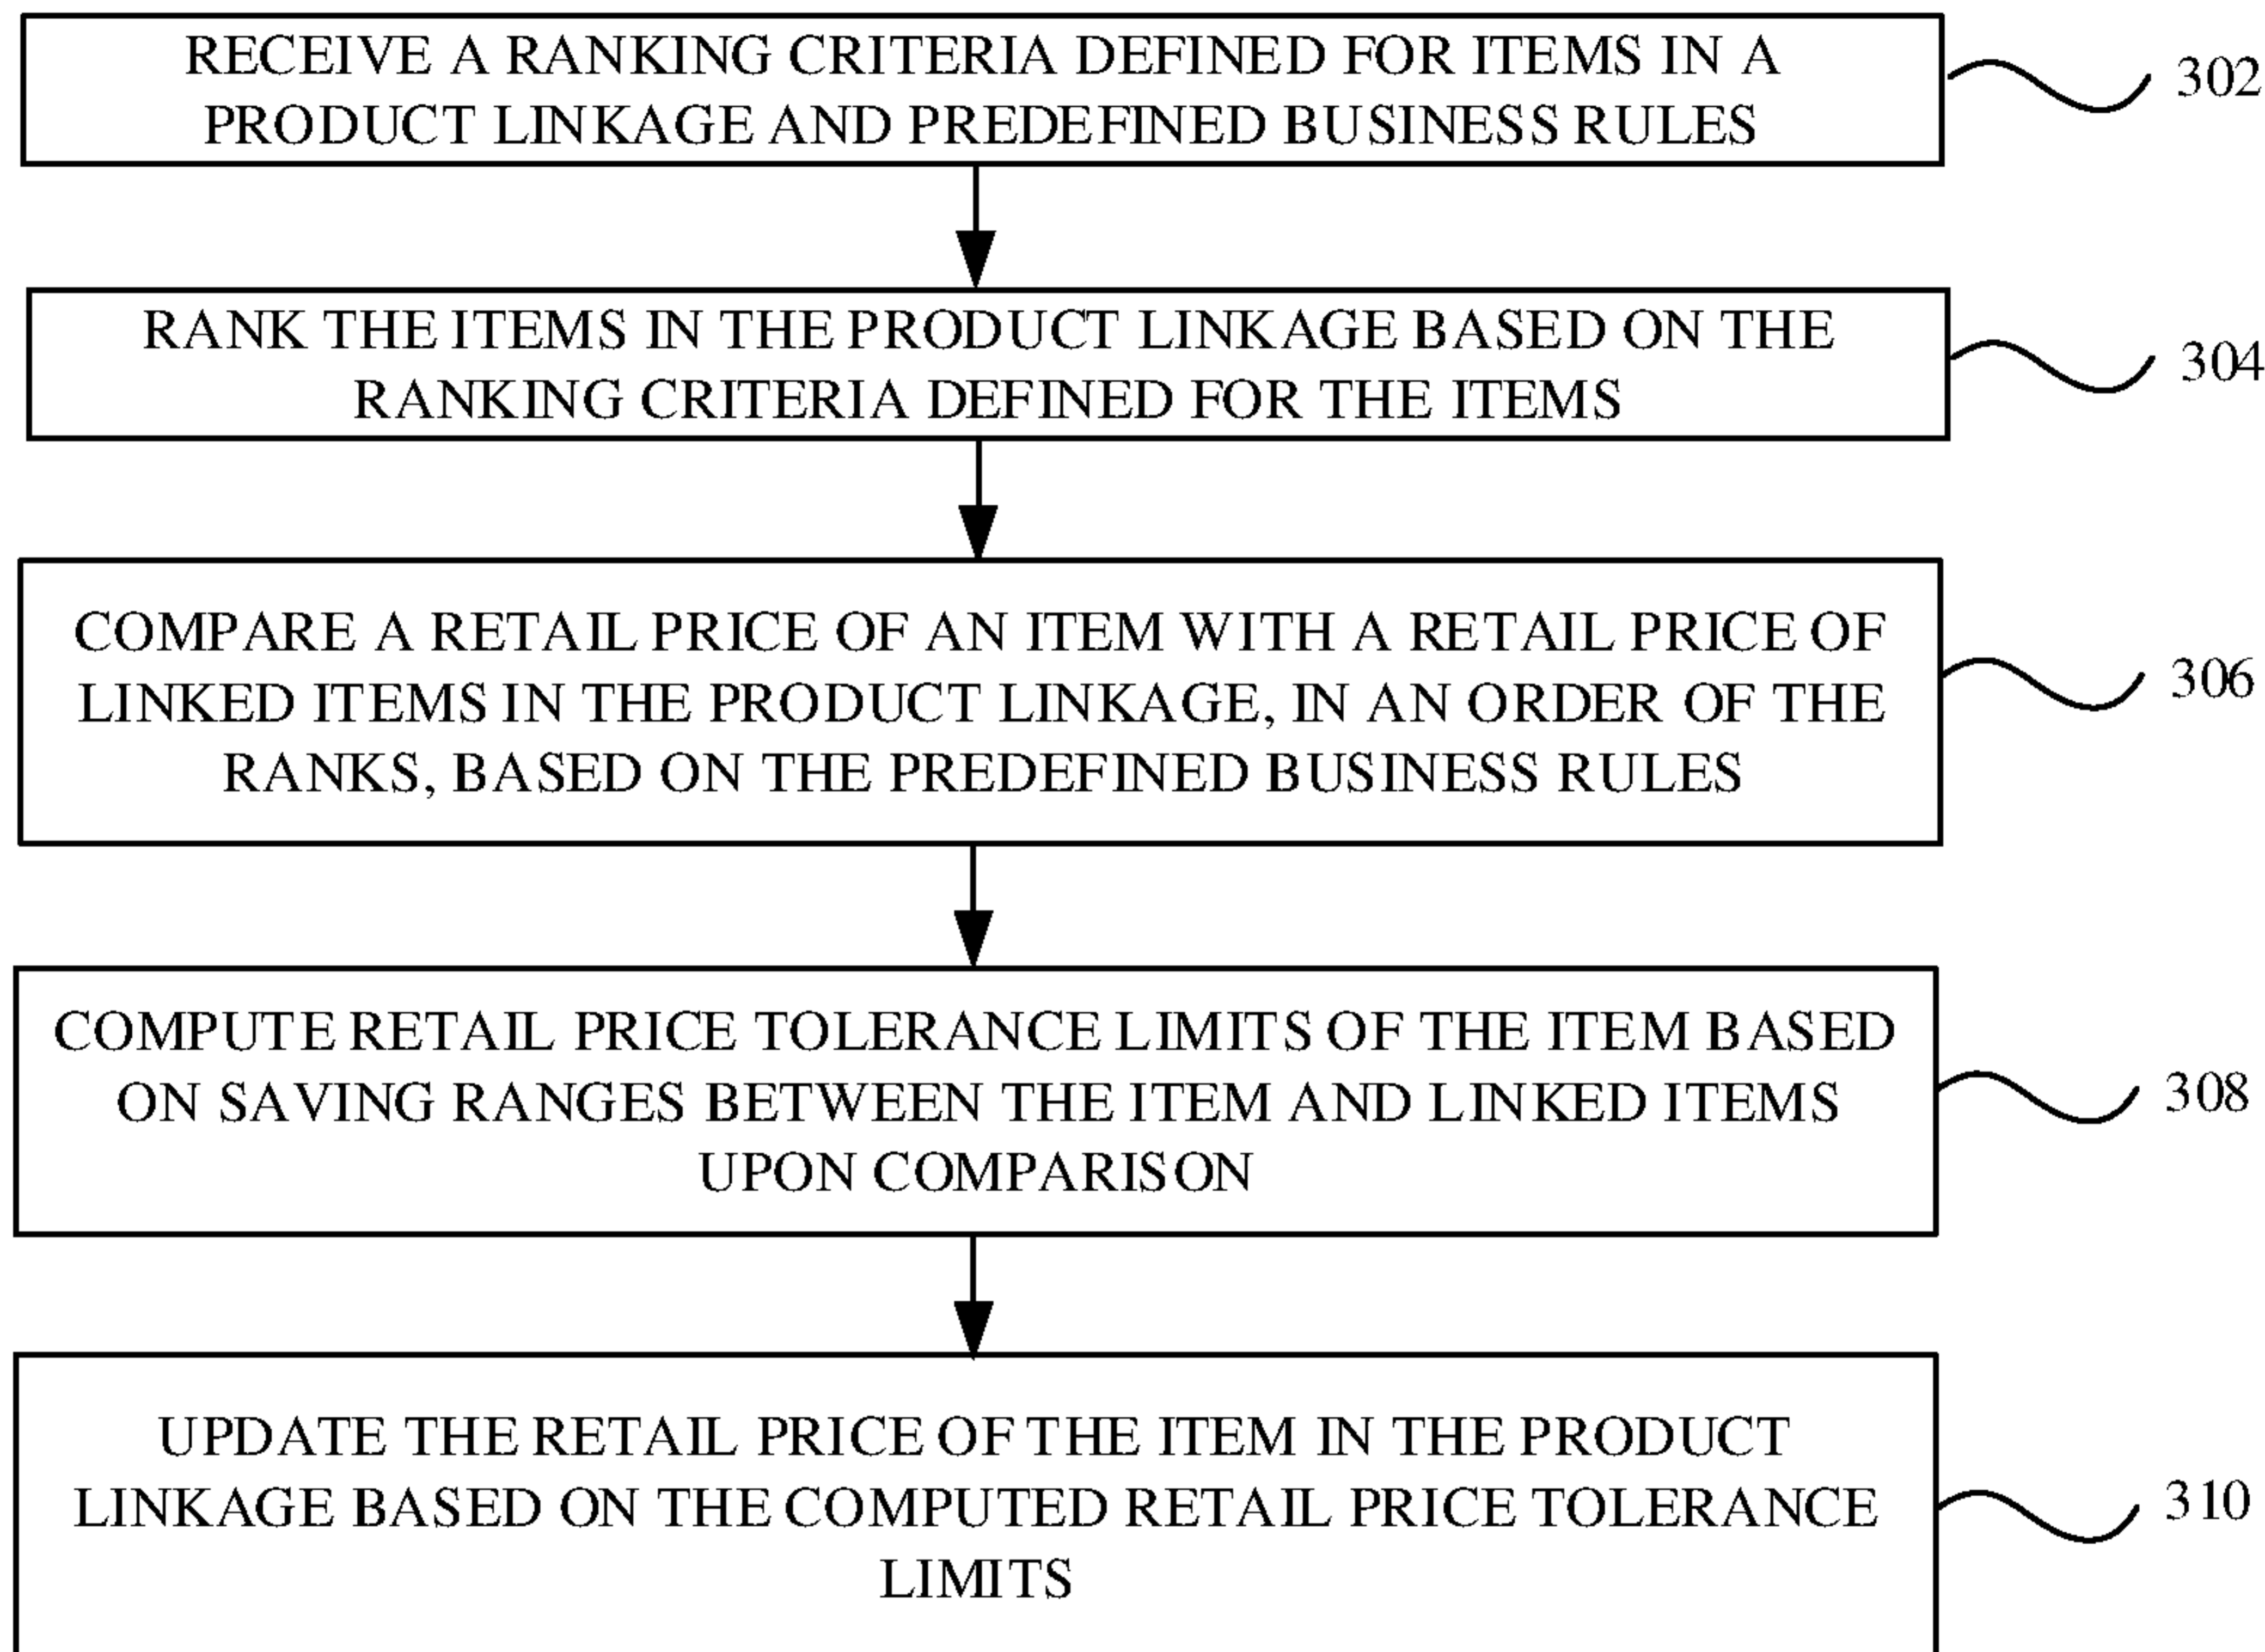 RECEIVE A RANKING CRITERIA DEFINED FOR ITEMS IN A
PRODUCT LINKAGE AND PREDEFINED BUSINESS RULES
302
RANK THE ITEMS IN THE PRODUCT LINKAGE BASED ON THE
RANKING CRITERIA DEFINED FOR THE ITEMS
304
COMPARE A RETAIL PRICE OF AN ITEM WITH A RETAIL PRICE OF
LINKED ITEMS IN THE PRODUCT LINKAGE, IN AN ORDER OF THE
RANKS, BASED ON THE PREDEFINED BUSINESS RULES
306
COMPUTE RETAIL PRICE TOLERANCE LIMITS OF THE ITEM BASED
ON SAVING RANGES BETWEEN THE ITEM AND LINKED ITEMS
UPON COMPARISON
308
UPDATE THE RETAIL PRICE OF THE ITEM IN THE PRODUCT
LINKAGE BASED ON THE COMPUTED RETAIL PRICE TOLERANCE
LIMITS
310